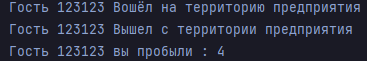 Гость 123123 Вошёл на территорию предприятия
Гость 123123 Вышел с территории предприятия
Гость 123123 вы пробыли : 4